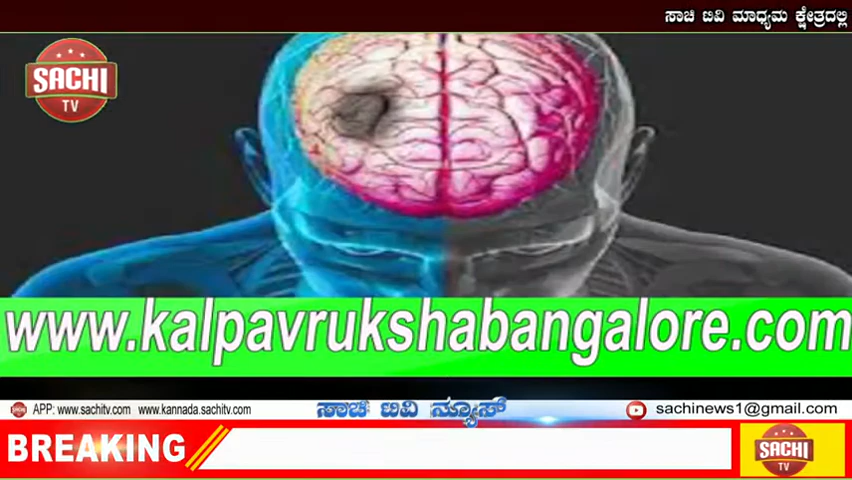 ಸಾಚಿ ಟಿವಿ ಮಾಧ್ಯಮ ಕ್ಷೇತ್ರದಲ್ಲಿ
SACHI
TV
www.kalpavrukshabangalore.com
APP: www.sachitv.com www.kannada.sachitv.com
ಸಾಚಿ ಟಿವಿ ನ್ಯೂಸ್
sachinews1@gmail.com
BREAKING
SACHI
TV